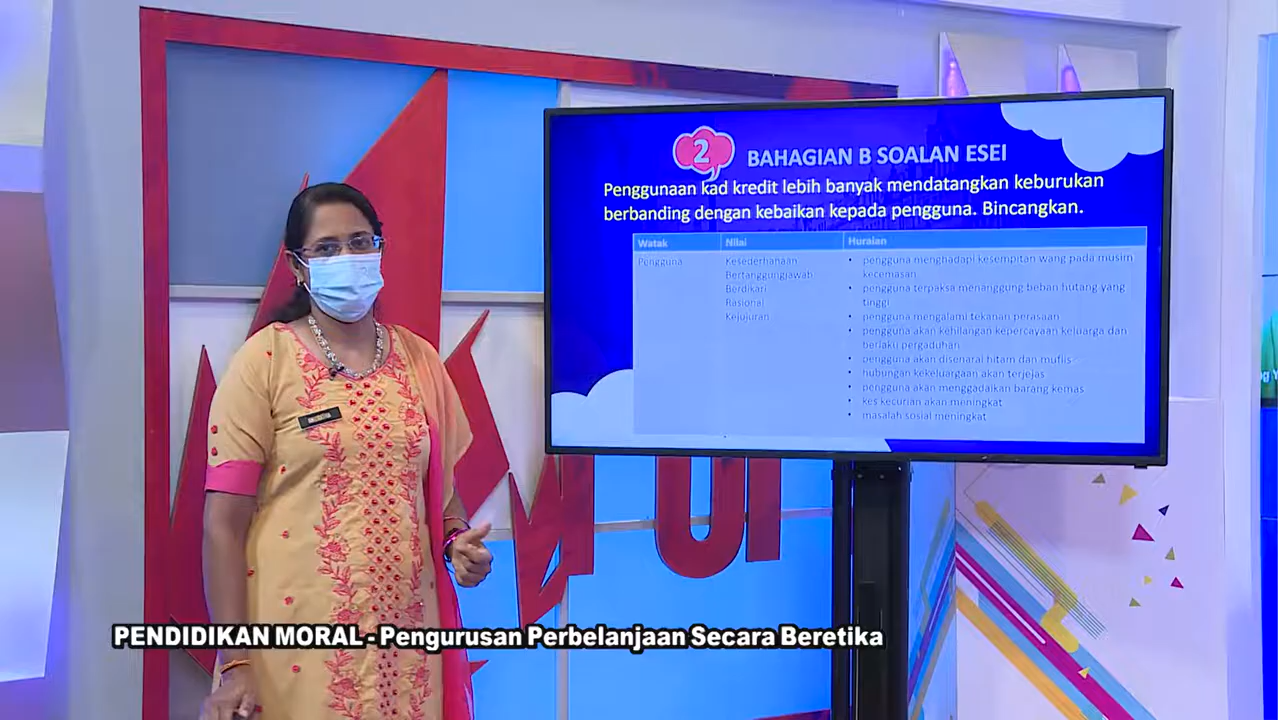 2
BAHAGIAN B SOALAN ESEI
Penggunaan kad kredit lebih banyak mendatangkan keburukan
berbanding dengan kebaikan kepada pengguna. Bincangkan.
Watak Nilai Huraian
Pengguna
Kesederhanaan
Bertanggungjawab
Berdikari
Rasional
Kejujuran
• pengguna menghadapi kesempitan wang pada musim
kecemasan
• pengguna terpaksa menanggung beban hutang yang
tinggi
• pengguna mengalami tekanan perasaan
• pengguna akan kehilangan kepercayaan keluarga dan
berlaku pergaduhan
• pengguna akan disenarai hitam dan muflis
• hubungan kekeluargaan akan terjejas
• pengguna akan menggadaikan barang kemas
• kes kecurian akan meningkat
• masalah sosial meningkat
PENDIDIKAN MORAL - Pengurusan Perbelanjaan Secara Beretika